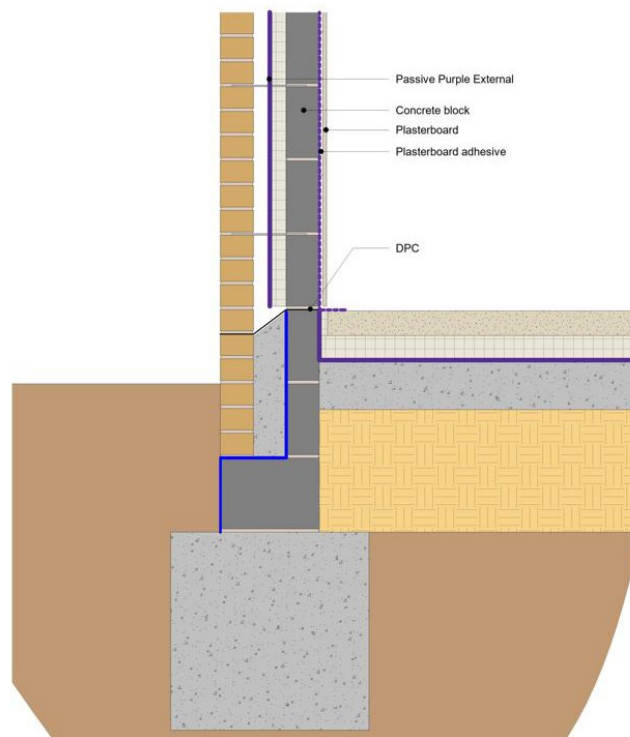 Passive Purple External
Concrete block
Plasterboard
Plasterboard adhesive
DPC